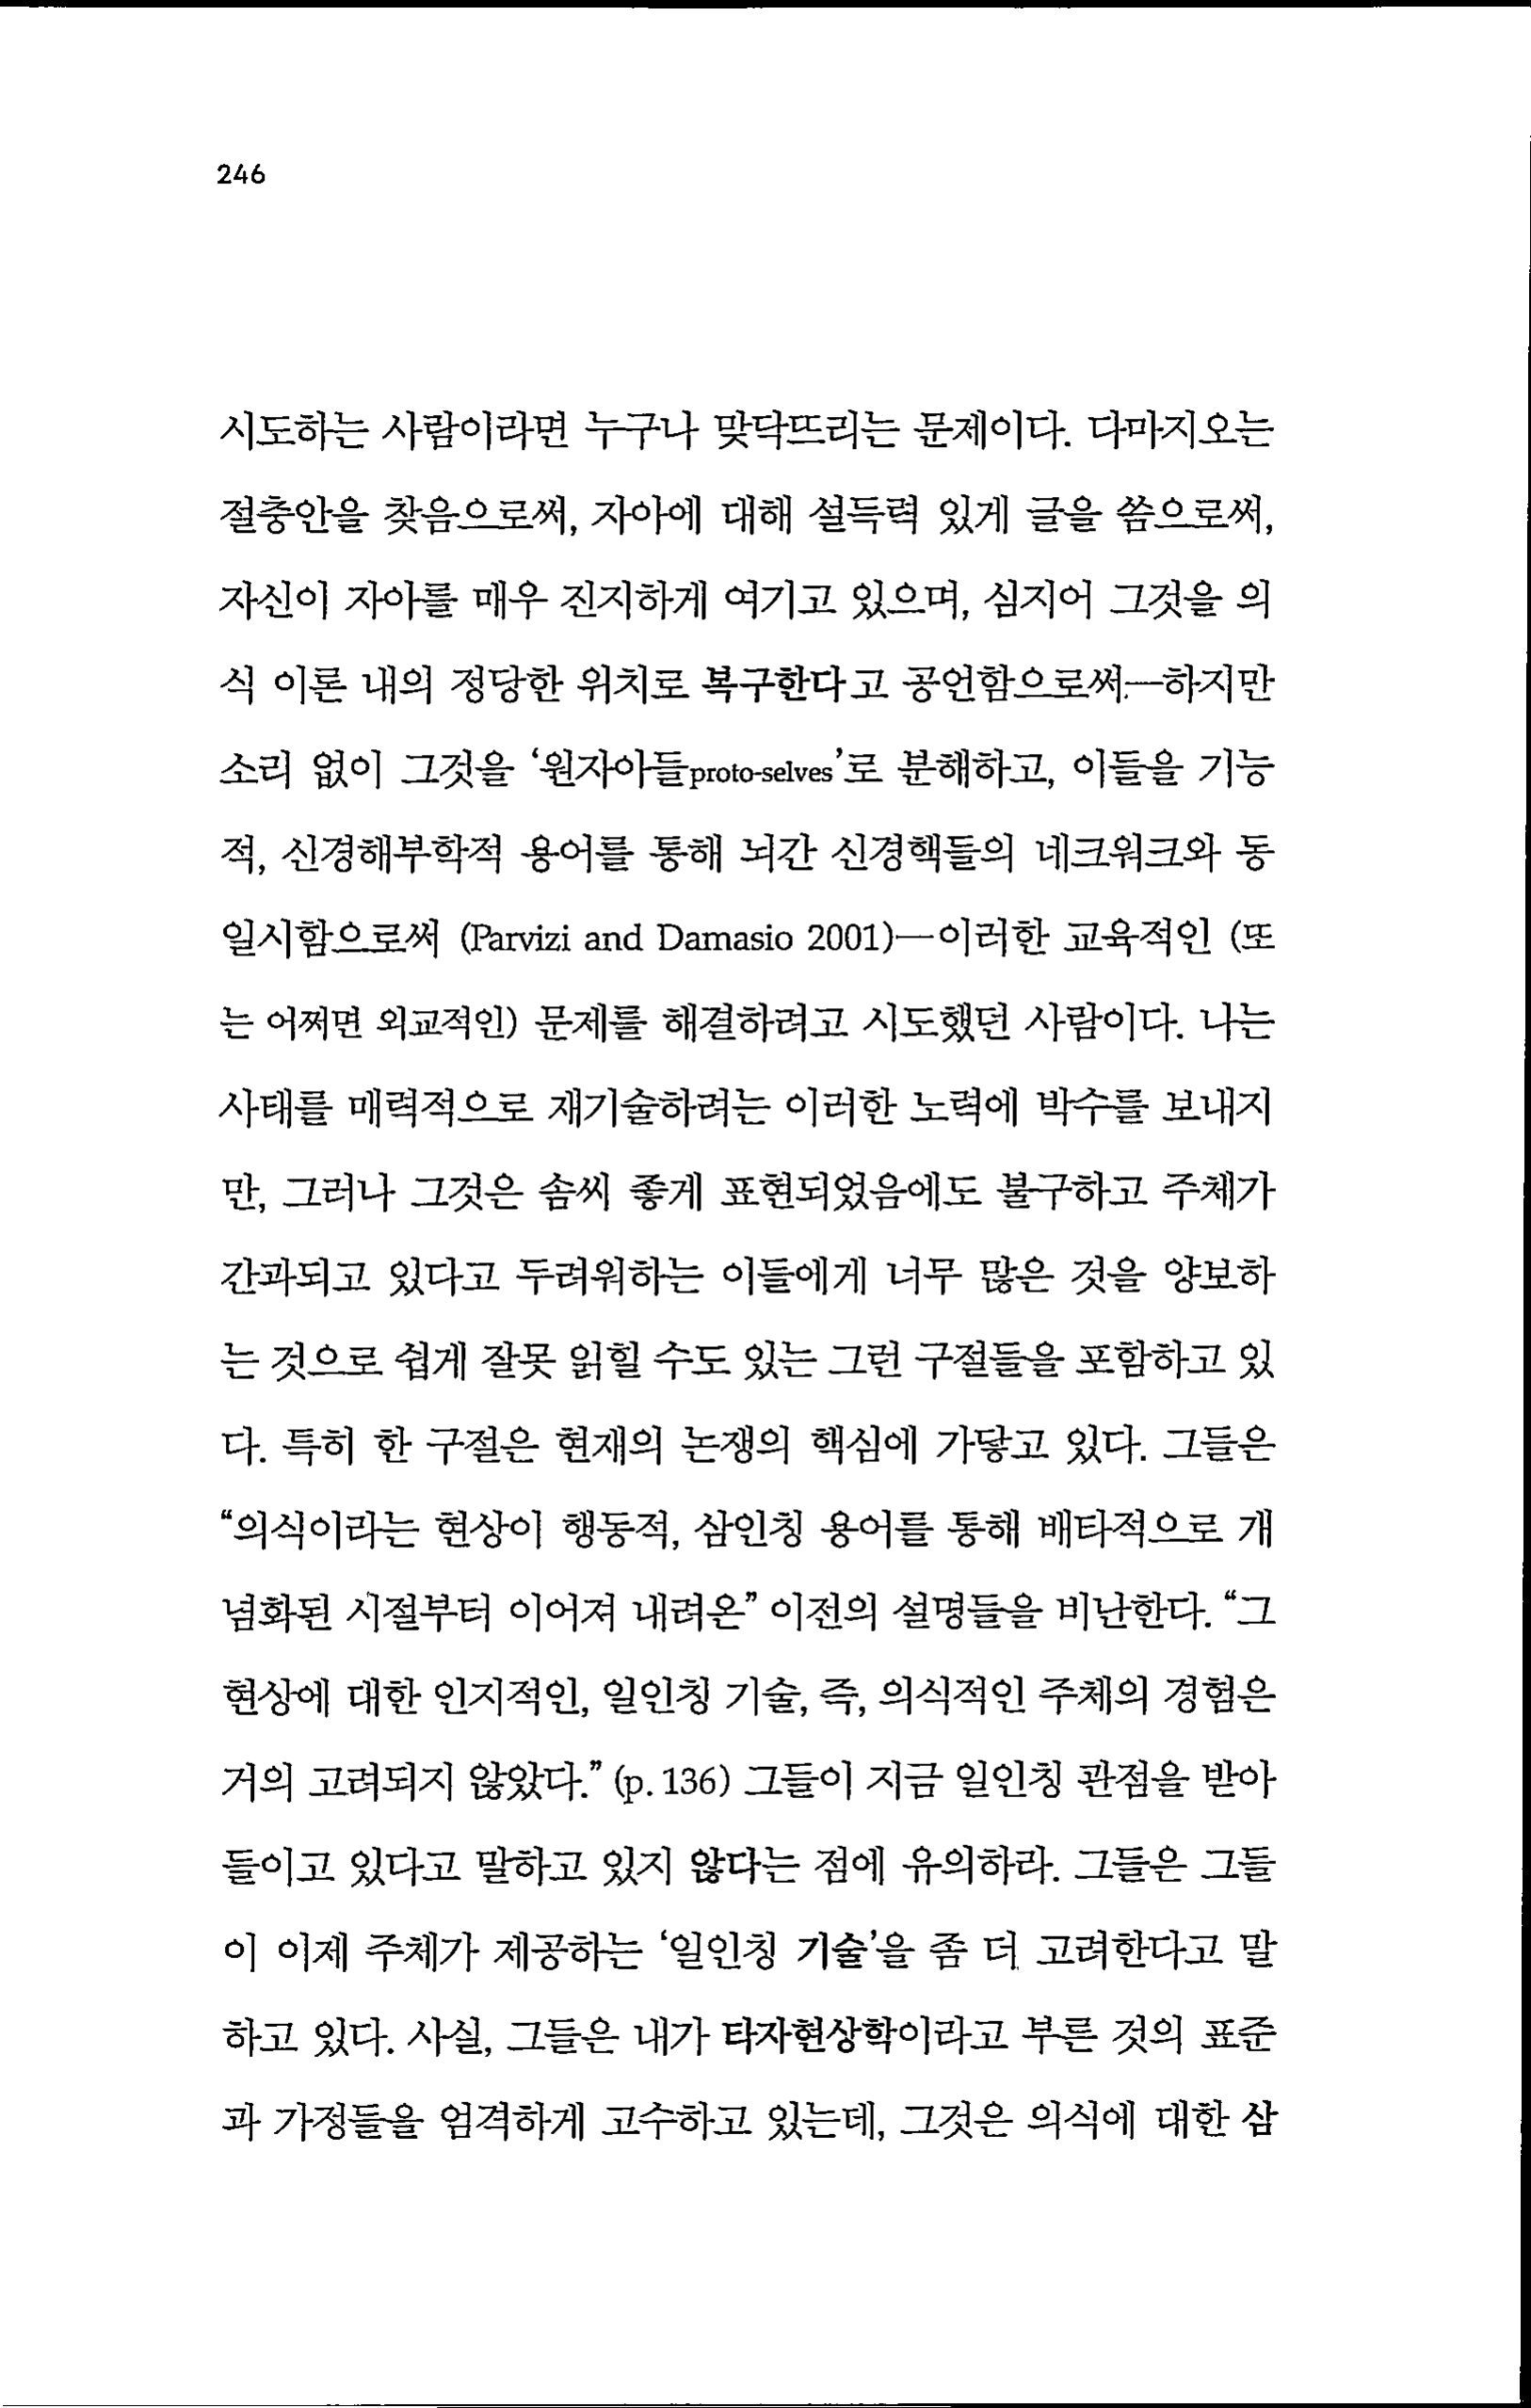 246
시도하는 사람이라면 누구나 맞닥뜨리는 문제이다. 다마지오는
절충안을 찾음으로써, 자아에 대해 설득력 있게 글을 씀으로써,
자신이 자아를 매우 진지하게 여기고 있으며, 심지어 그것을 의
식 이론 내의 정당한 위치로 복구한다고 공언함으로써—하지만
소리 없이 그것을 ‘원자아들proto-selves’로 분해하고, 이들을 기능
적, 신경해부학적 용어를 통해 뇌간 신경핵들의 네크워크와 동
일시함으로써 (Parvizi and Damasio 2001)—이러한 교육적인 (또
는 어쩌면 외교적인) 문제를 해결하려고 시도했던 사람이다. 나는
사태를 매력적으로 재기술하려는 이러한 노력에 박수를 보내지
만, 그러나 그것은 솜씨 좋게 표현되었음에도 불구하고 주체가
간과되고 있다고 두려워하는 이들에게 너무 많은 것을 양보하
는 것으로 쉽게 잘못 읽힐 수도 있는 그런 구절들을 포함하고 있
다. 특히 한 구절은 현재의 논쟁의 핵심에 가닿고 있다. 그들은
“의식이라는 현상이 행동적, 삼인칭 용어를 통해 배타적으로 개
념화된 시절부터 이어져 내려온” 이전의 설명들을 비난한다. “그
현상에 대한 인지적인, 일인칭 기술, 즉, 의식적인 주체의 경험은
거의 고려되지 않았다.” (p. 136) 그들이 지금 일인칭 관점을 받아
들이고 있다고 말하고 있지 않다는 점에 유의하라. 그들은 그들
이 이제 주체가 제공하는 ‘일인칭 기술’을 좀 더 고려한다고 말
하고 있다. 사실, 그들은 내가 타자현상학이라고 부른 것의 표준
과 가정들을 엄격하게 고수하고 있는데, 그것은 의식에 대한 삼